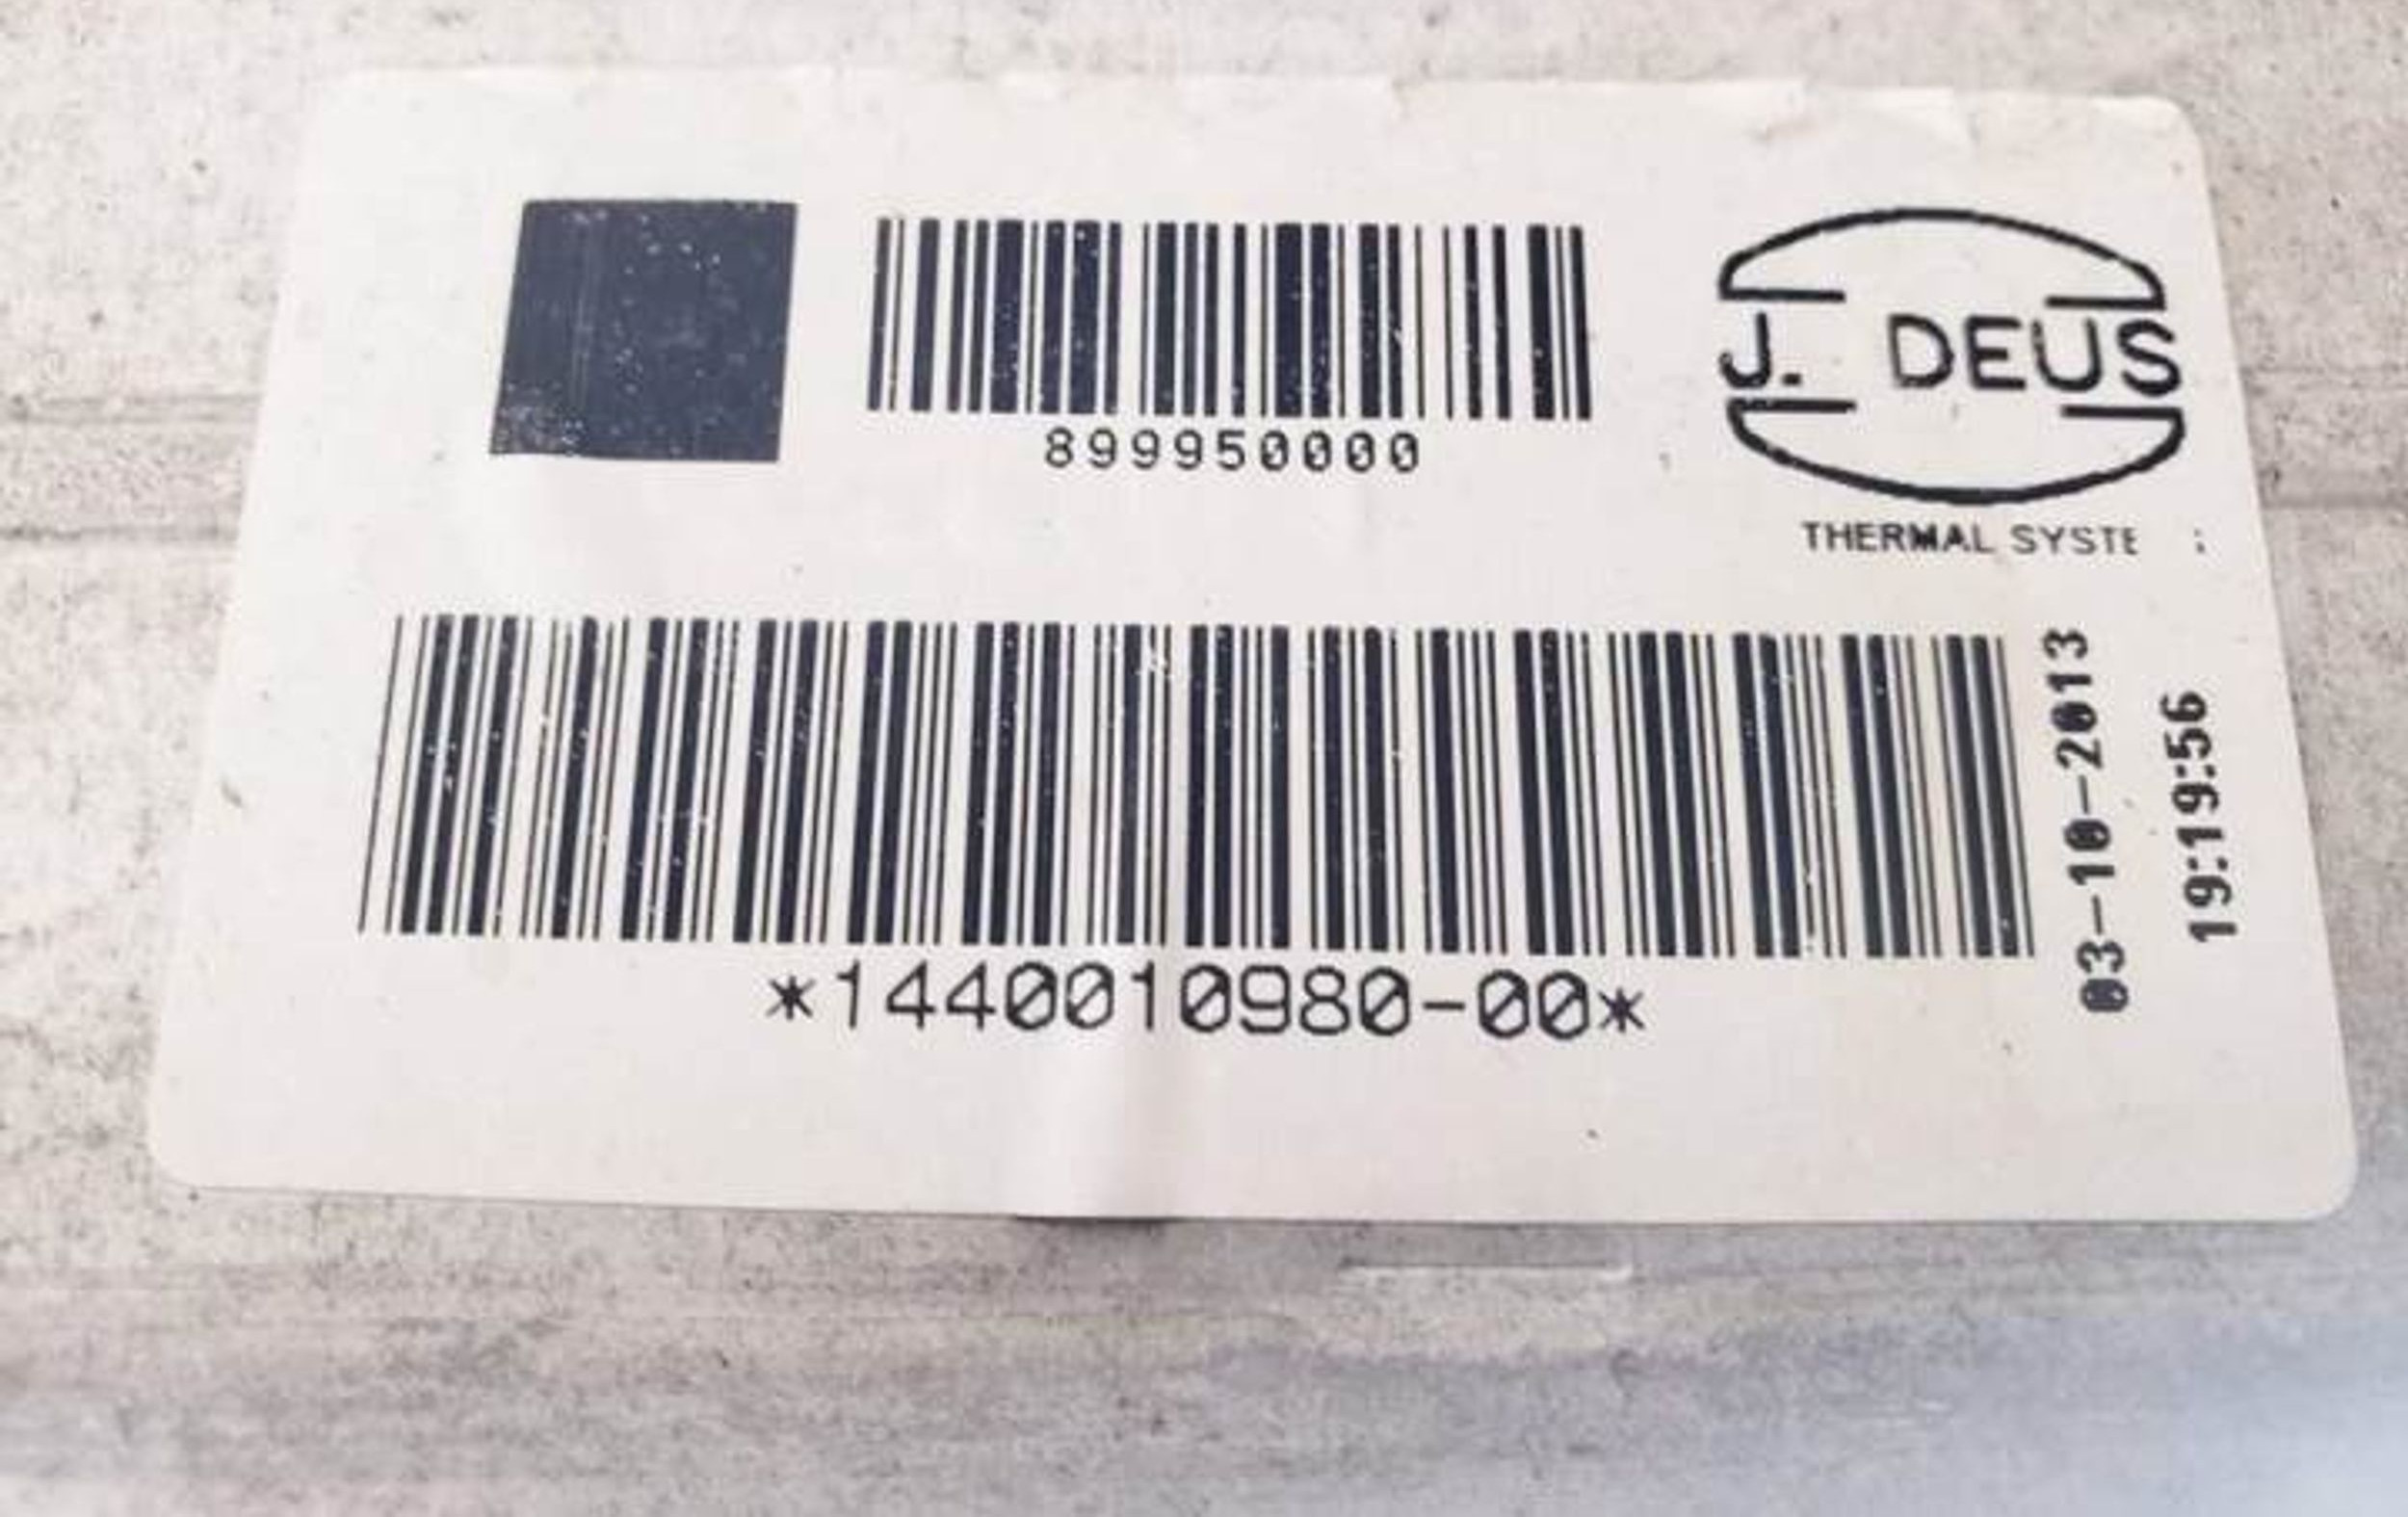 J. DEUS
899950000
THERMAL SYSTE
*1440010980-00*
03-10-2013
19:19:56